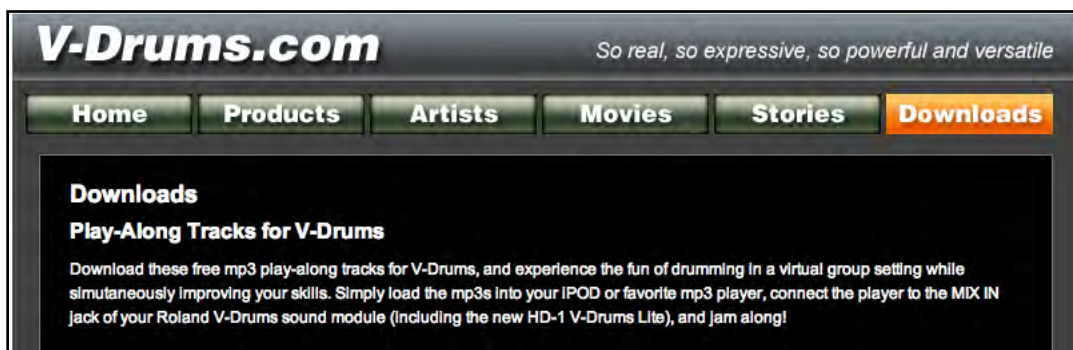 V-Drums.com
So real, so expressive, so powerful and versatile
Home Products Artists Movies Stories Downloads
Downloads
Play-Along Tracks for V-Drums
Download these free mp3 play-along tracks for V-Drums, and experience the fun of drumming in a virtual group setting while
simutaneously improving your skills. Simply load the mp3s into your iPOD or favorite mp3 player, connect the player to the MIX IN
jack of your Roland V-Drums sound module (including the new HD-1 V-Drums Lite), and jam along!